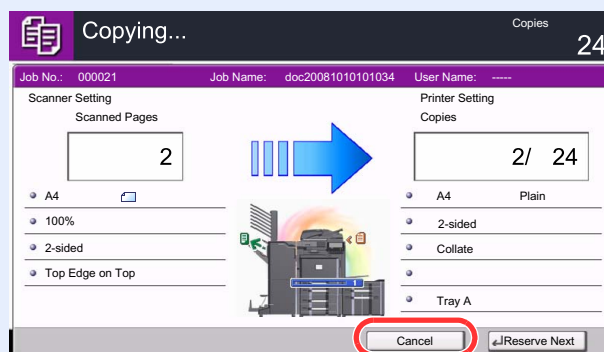 Copying...
Copies
24
Job No.: 000021 Job Name: doc20081010101034 User Name: -----
Scanner Setting
Printer Setting
Scanned Pages
Copies
2
2/ 24
A4
A4 Plain
100%
2-sided
2-sided
Collate
Top Edge on Top
Tray A
1
Cancel
Reserve Next